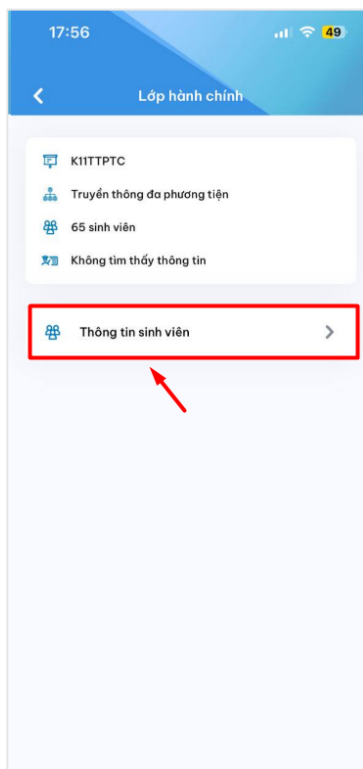 17:56
49
Lớp hành chính
K11TTPTC
Truyền thông đa phương tiện
65 sinh viên
Không tìm thấy thông tin
Thông tin sinh viên